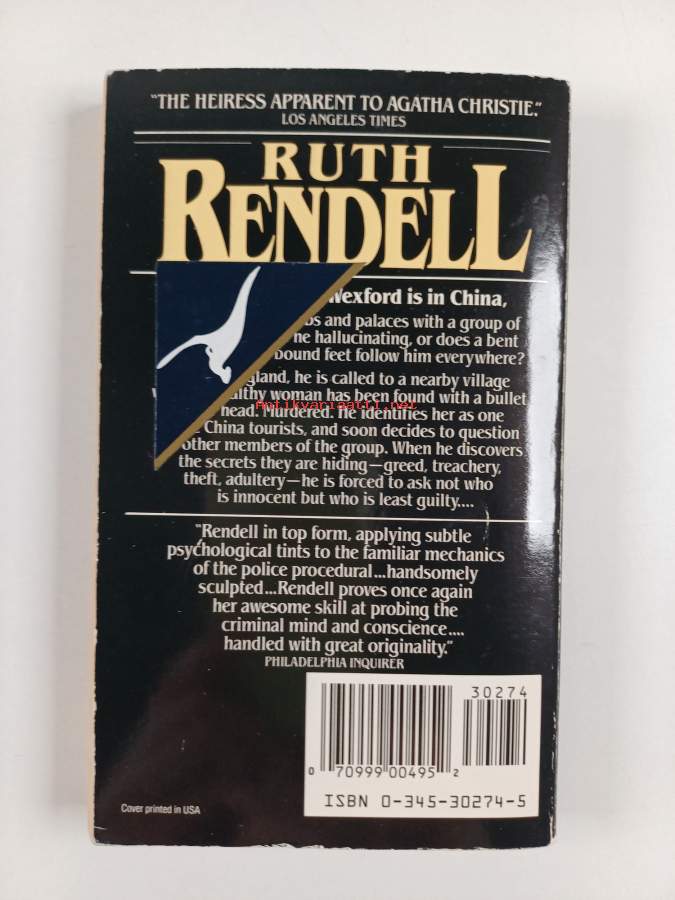 "THE HEIRESS APPARENT TO AGATHA CHRISTIE."
LOS ANGELES TIMES
RUTH
RENDELL
Wexford is in China,
and palaces with a group of
he hallucinating, or does a bent
bound feet follow him everywhere?
he is called to a nearby village
woman has been found with a bullet
head. Murdered. He identifies her as one
China tourists, and soon decides to question
other members of the group. When he discovers
the secrets they are hiding—greed, treachery,
theft, adultery—he is forced to ask not who
is innocent but who is least guilty....
antikvariaatti.net
"Rendell in top form, applying subtle
psychological tints to the familiar mechanics
of the police procedural...handsomely
sculpted...Rendell proves once again
her awesome skill at probing the
criminal mind and conscience....
handled with great originality."
PHILADELPHIA INQUIRER
30274
0 70999 00495 2
ISBN 0-345-30274-5
Cover printed in USA